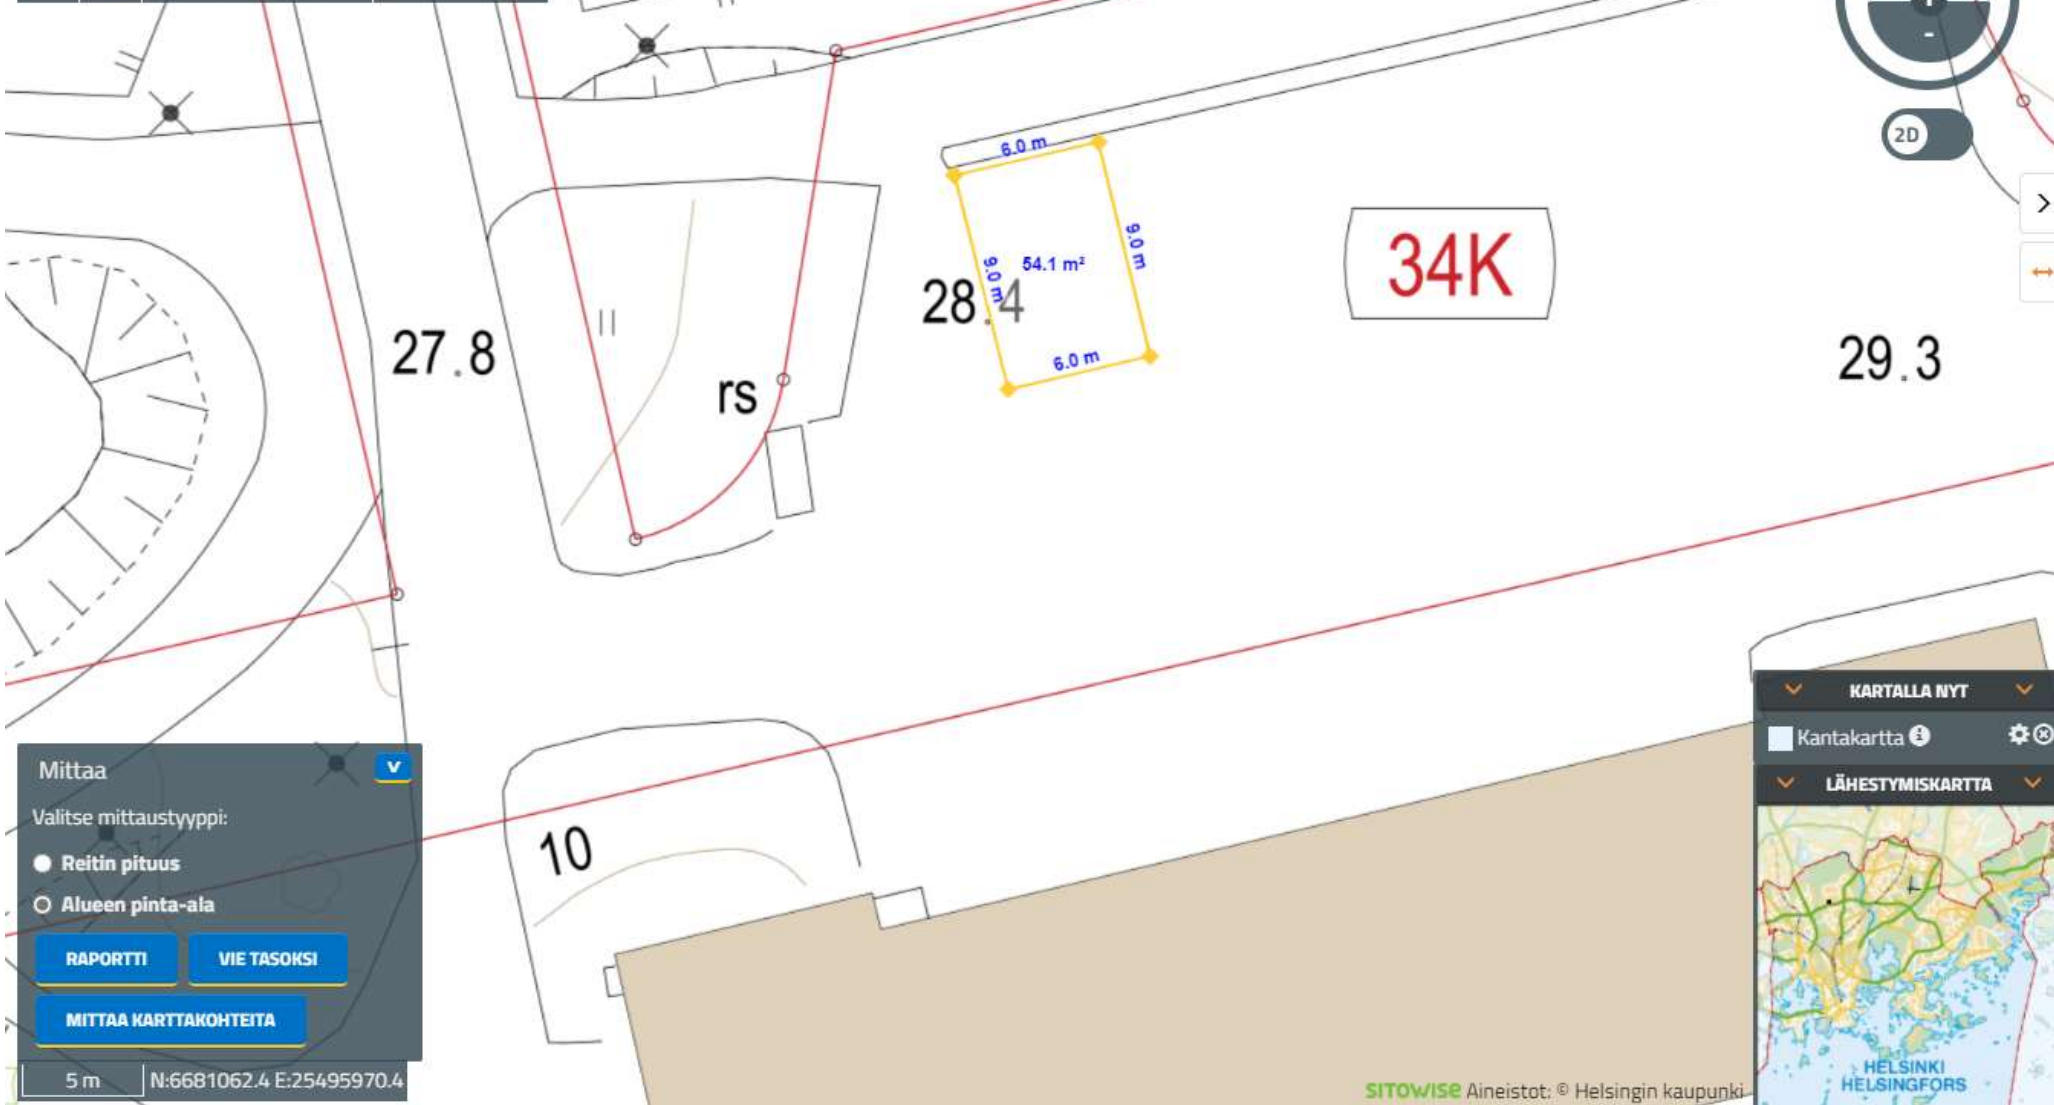 -
2D
6.0 m
9.0 m
9.0 m
54.1 m²
28.4
6.0 m
34K
27.8
rs
29.3
10
KARTALLA NYT
Kantakartta
LÄHESTYMISKARTTA
HELSINKI
HELSINGFORS
Mittaa
V
Valitse mittaustyyppi:
Reitin pituus
Alueen pinta-ala
RAPORTTI
VIE TASOKSI
MITTAA KARTTAKOHTEITA
5 m
N:6681062.4 E:25495970.4
SITOWISE Aineistot: © Helsingin kaupunki